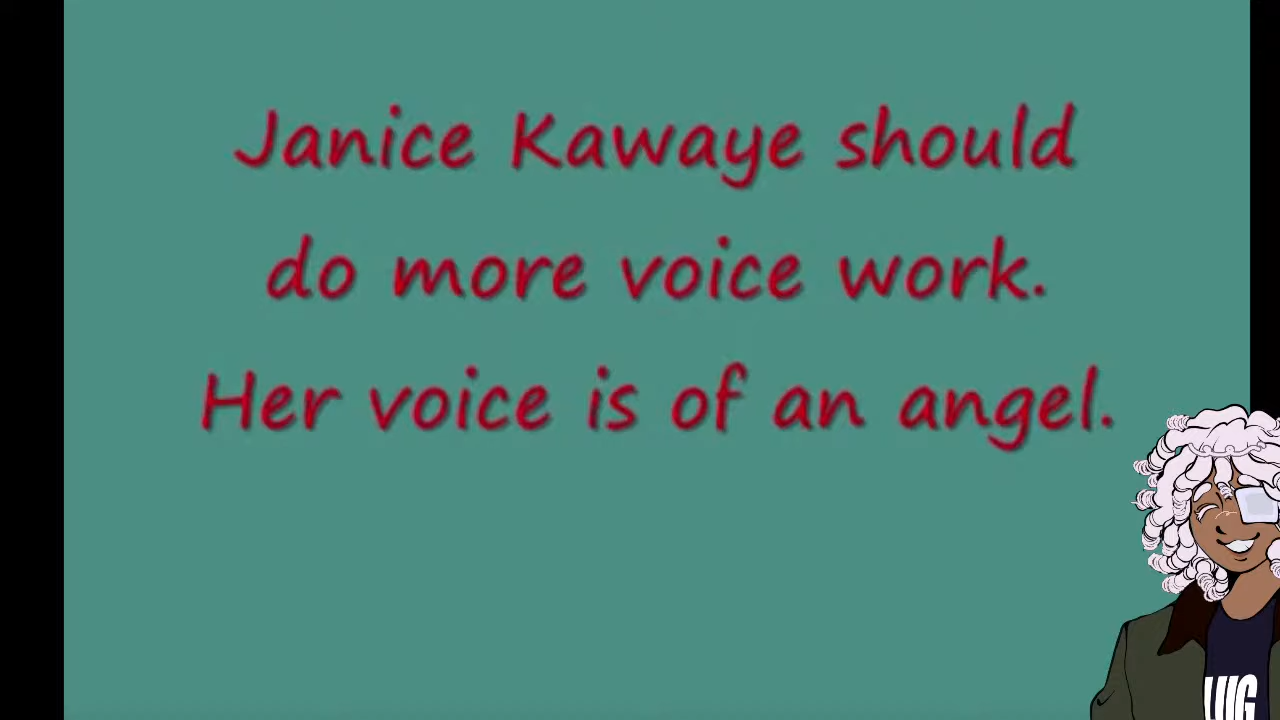 Janice Kawaye should
do more voice work.
Her voice is of an angel.